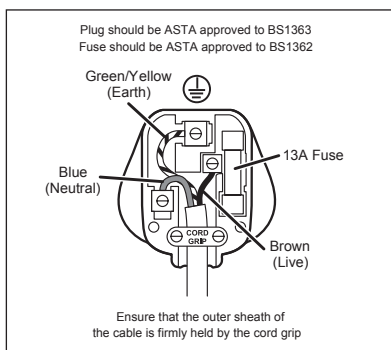 Plug should be ASTA approved to BS1363
Fuse should be ASTA approved to BS1362
Green/Yellow
(Earth)
13A Fuse
Blue
(Neutral)
CORD
GRIP
Brown
(Live)
Ensure that the outer sheath of
the cable is firmly held by the cord grip